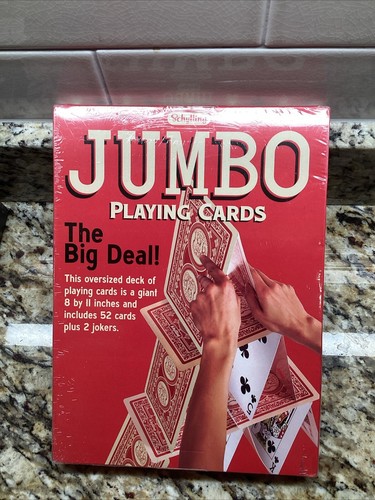 Schylling
JUMBO
PLAYING CARDS
The
Big Deal!
This oversized deck of
playing cards is a giant
8 by 11 inches and
includes 52 cards
plus 2 jokers.